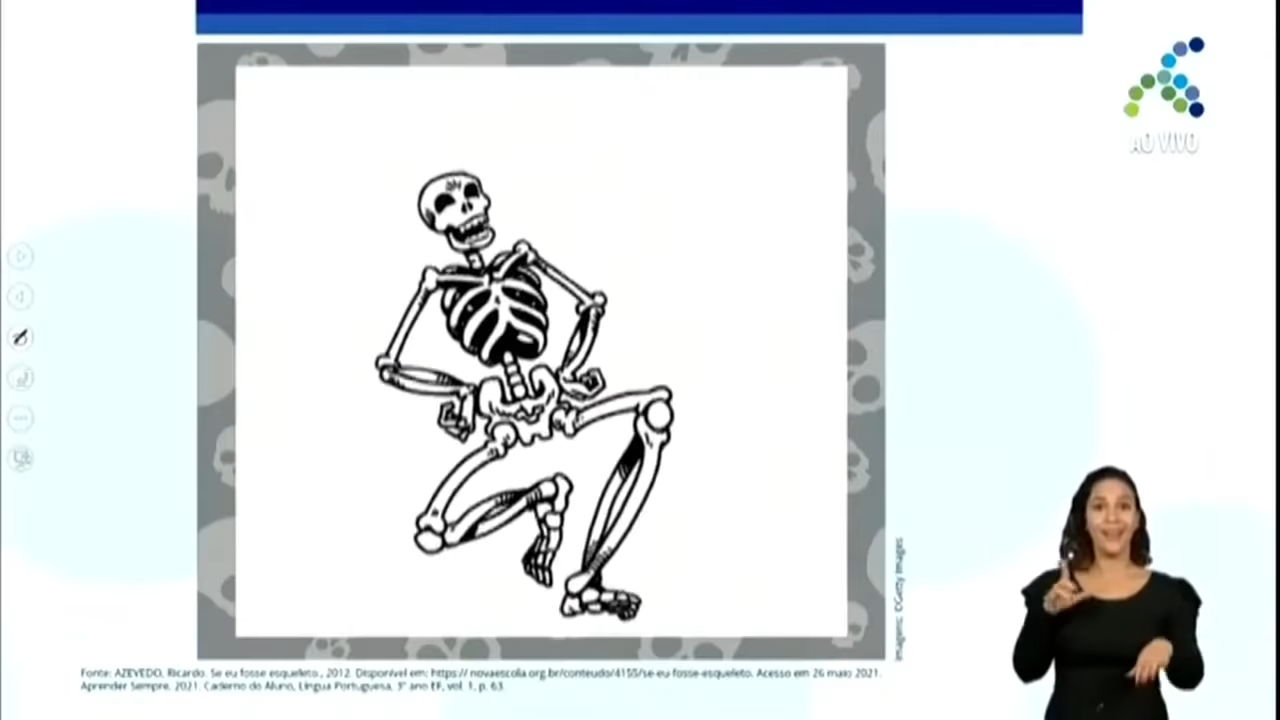 AO VIVO
Imagens: ©Getty Images
Fonte: AZEVEDO, Ricardo. Se eu fosse esqueleto., 2012. Disponível em: https:// novaescola.org.br/conteudo/4155/se-eu-fosse-esqueleto. Acesso em 26 maio 2021.
Aprender Sempre, 2021. Caderno do Aluno, Língua Portuguesa, 3º ano EF, vol. 1, p. 63.